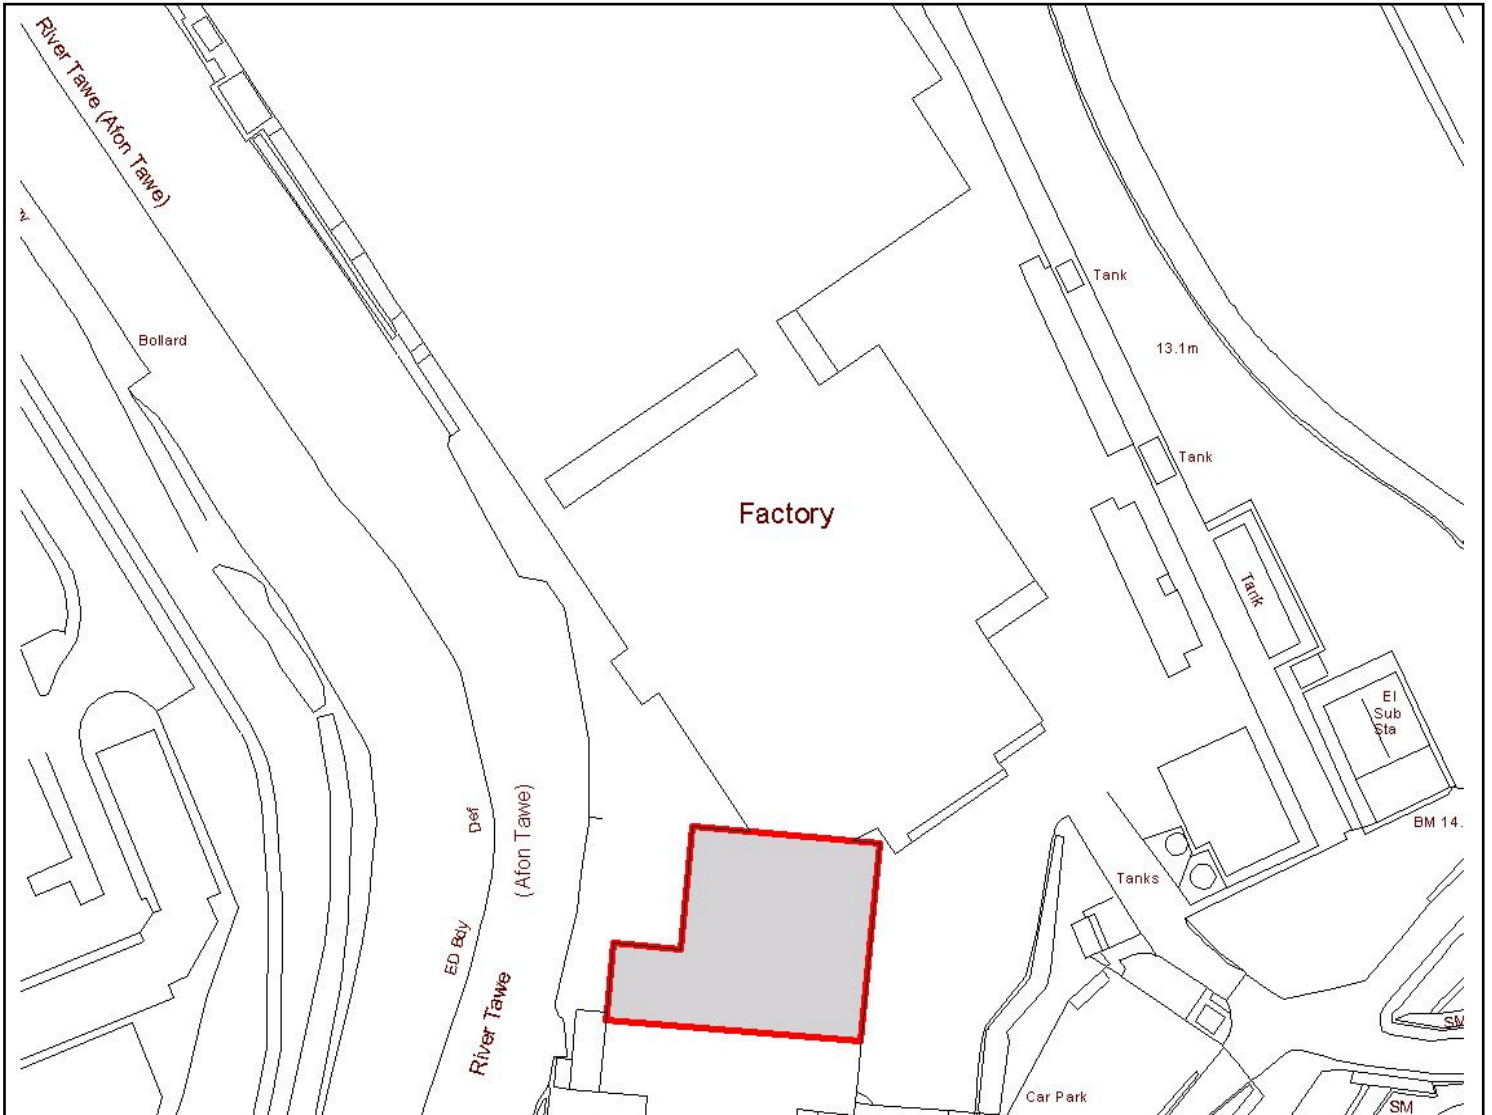 River Tawe (Afon Tawe)
Bollard
Tank
13.1m
Tank
Factory
Tank
El
Sub
Sta
Def
(Afon Tawe)
BM 14.
Tanks
ED Bdy
River Tawe
SM
Car Park
SM